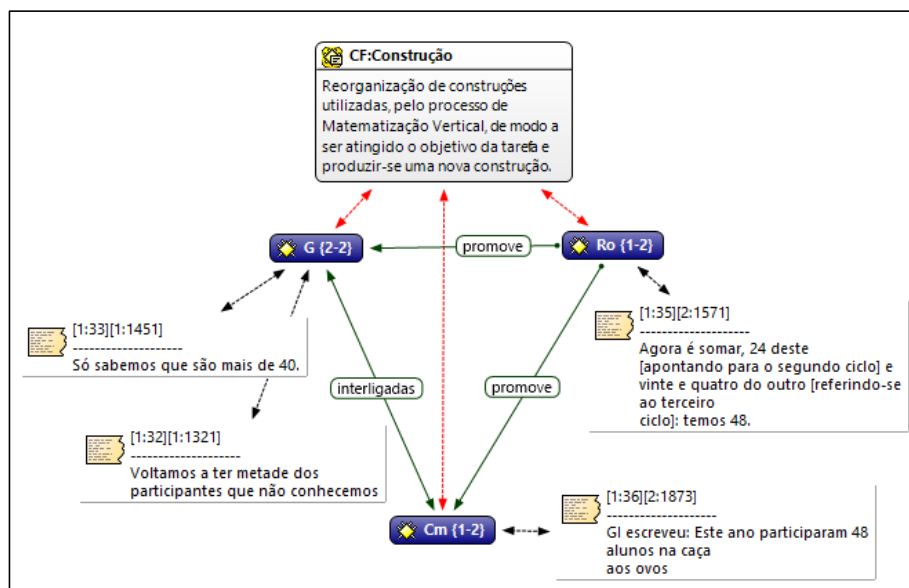 CF:Construção
Reorganização de construções
utilizadas, pelo processo de
Matematização Vertical, de modo a
ser atingido o objetivo da tarefa e
produzir-se uma nova construção.
G {2-2}
promove
Ro {1-2}
[1:33][1:1451]
--------------------
Só sabemos que são mais de 40.
[1:35][2:1571]
--------------------
Agora é somar, 24 deste
[apontando para o segundo ciclo] e
vinte e quatro do outro [referindo-se
ao terceiro
ciclo]: temos 48.
interligadas
promove
[1:32][1:1321]
--------------------
Voltamos a ter metade dos
participantes que não conhecemos
Cm {1-2}
[1:36][2:1873]
--------------------
GI escreveu: Este ano participaram 48
alunos na caça
aos ovos